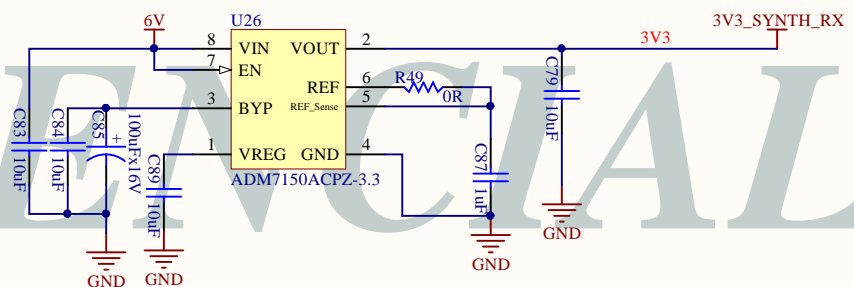 6V
U26
3V3_SYNTH_RX
8
VIN
VOUT
2
3V3
7
EN
REF
6
R49
0R
REF_Sense
5
3
BYP
1
VREG
GND
4
ADM7150ACPZ-3.3
C83
10uF
C84
10uF
C85
+
100uFx16V
C89
10uF
C87
1uF
C79
10uF
GND
GND
GND
GND
ENCIAL